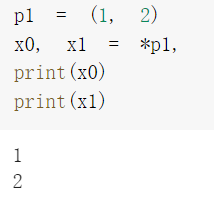 p1 = (1, 2)
x0, x1 = *p1,
print(x0)
print(x1)
1
2